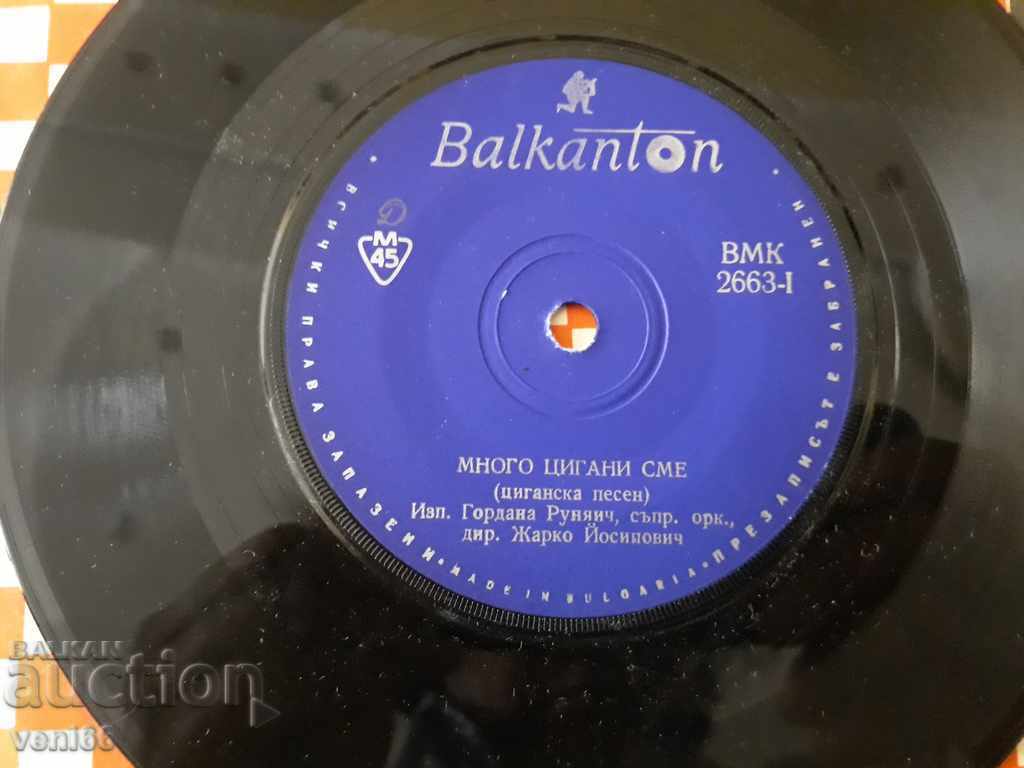 Balkanton
Д
М
45
ВМК
2663-I
МНОГО ЦИГАНИ СМЕ
(циганска песен)
Изп. Гордана Руняич, съпр. орк.,
дир. Жарко Йосипович
• ВСИЧКИ ПРАВА ЗАПАЗЕНИ • MADE IN BULGARIA • ПРЕЗАПИСЪТ Е ЗАБРАНЕН •
BALKAN
auction
veni66